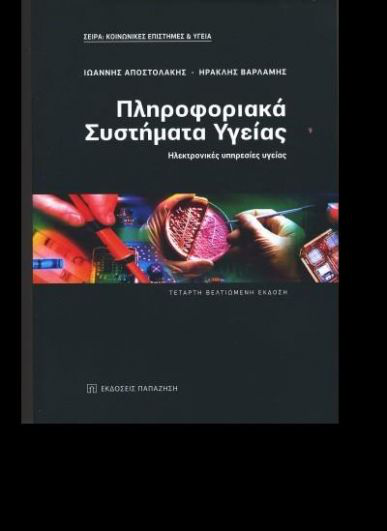 ΣΕΙΡΑ: ΚΟΙΝΩΝΙΚΕΣ ΕΠΙΣΤΗΜΕΣ & ΥΓΕΙΑ
ΙΩΑΝΝΗΣ ΑΠΟΣΤΟΛΑΚΗΣ - ΗΡΑΚΛΗΣ ΒΑΡΛΑΜΗΣ
Πληροφοριακά
Συστήματα Υγείας
Ηλεκτρονικές υπηρεσίες υγείας
ΤΕΤΑΡΤΗ ΒΕΛΤΙΩΜΕΝΗ ΕΚΔΟΣΗ
ΕΚΔΟΣΕΙΣ ΠΑΠΑΖΗΣΗ